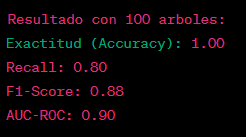 Resultado con 100 arboles:
Exactitud (Accuracy): 1.00
Recall: 0.80
F1-Score: 0.88
AUC-ROC: 0.90